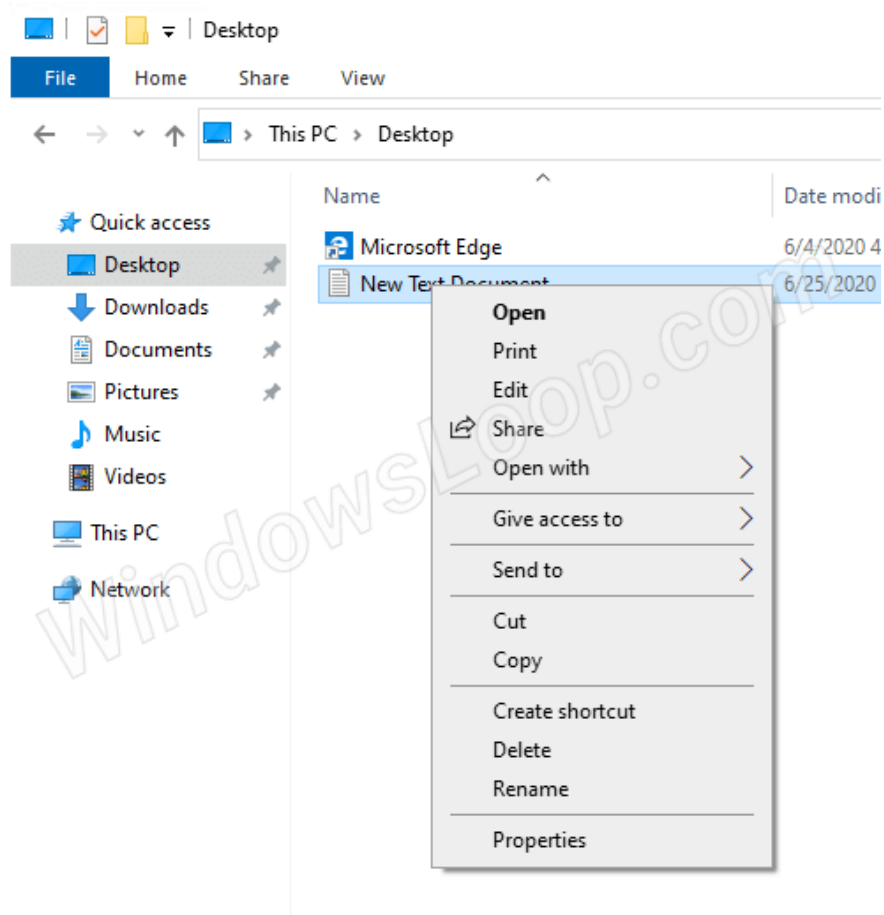 Desktop
File Home Share View
This PC > Desktop
Name Date modi
Quick access
Desktop
Downloads
Documents
Pictures
Music
Videos
This PC
Network
Microsoft Edge 6/4/2020 4
New Text Document 6/25/2020
Open
Print
Edit
Share
Open with
Give access to
Send to
Cut
Copy
Create shortcut
Delete
Rename
Properties
WindowsLoop.com